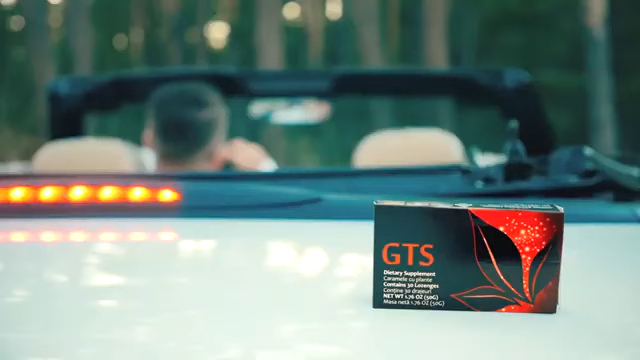 GTS
Dietary Supplement
Caramele cu plante
Contains 30 Lozenges
Conține 30 drajeuri
NET WT 1.76 OZ (50G)
Masa netă 1.76 OZ (50G)